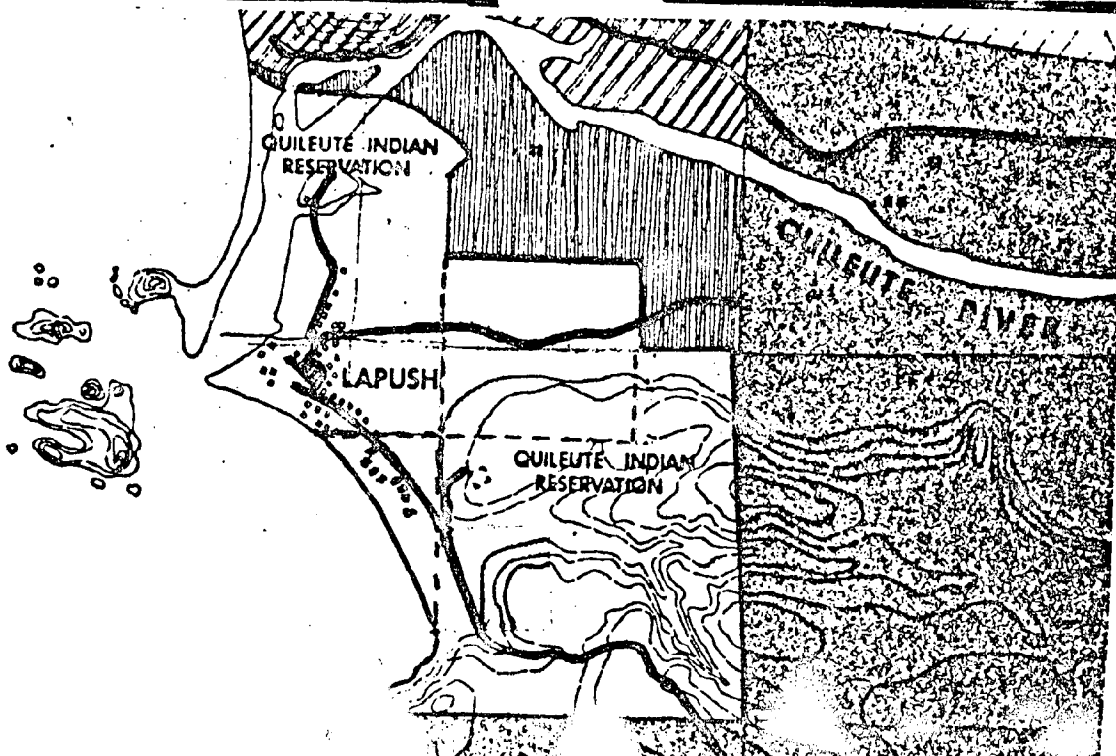 QUILEUTE INDIAN
RESERVATION
QUILEUTE RIVER
LAPUSH
QUILEUTE INDIAN
RESERVATION